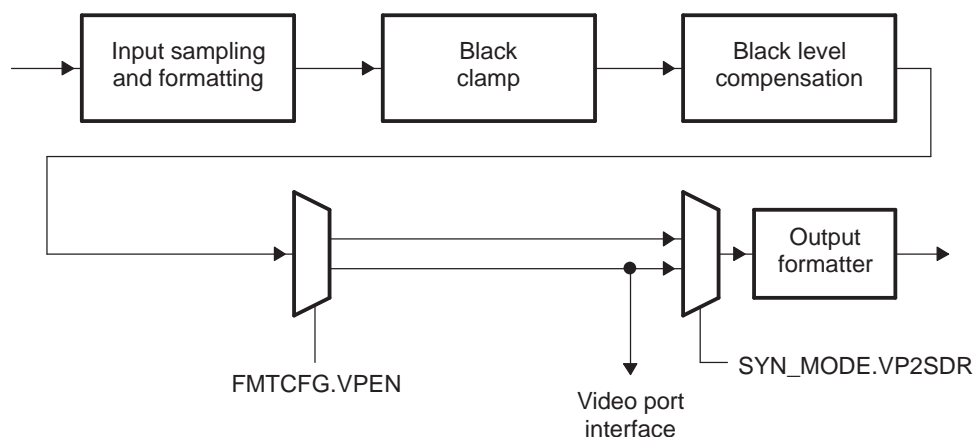 Input sampling
and formatting
Black
clamp
Black level
compensation
Output
formatter
FMTCFG.VPEN
SYN_MODE.VP2SDR
Video port
interface